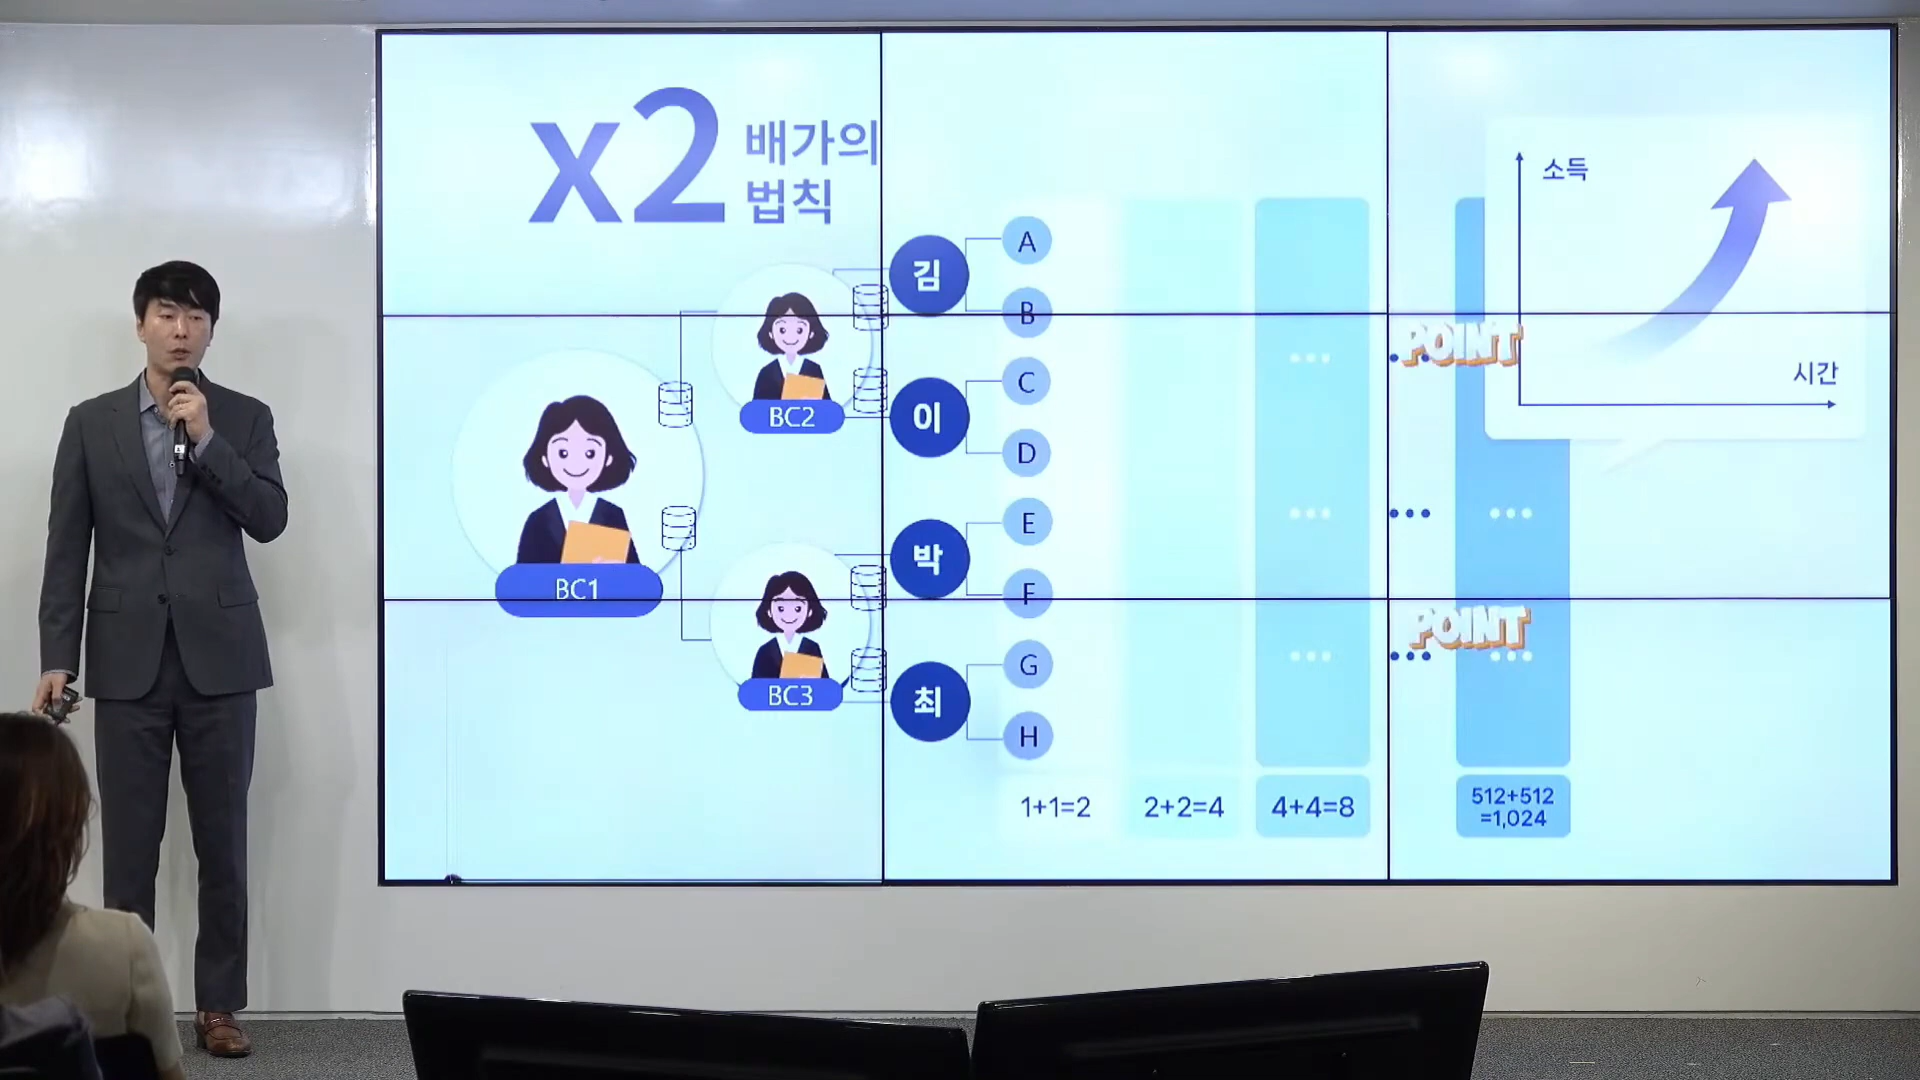 x2 배가의
법칙
소득
시간
김
이
박
최
A
B
C
D
E
F
G
H
BC1
BC2
BC3
POINT
POINT
1+1=2
2+2=4
4+4=8
512+512
=1,024